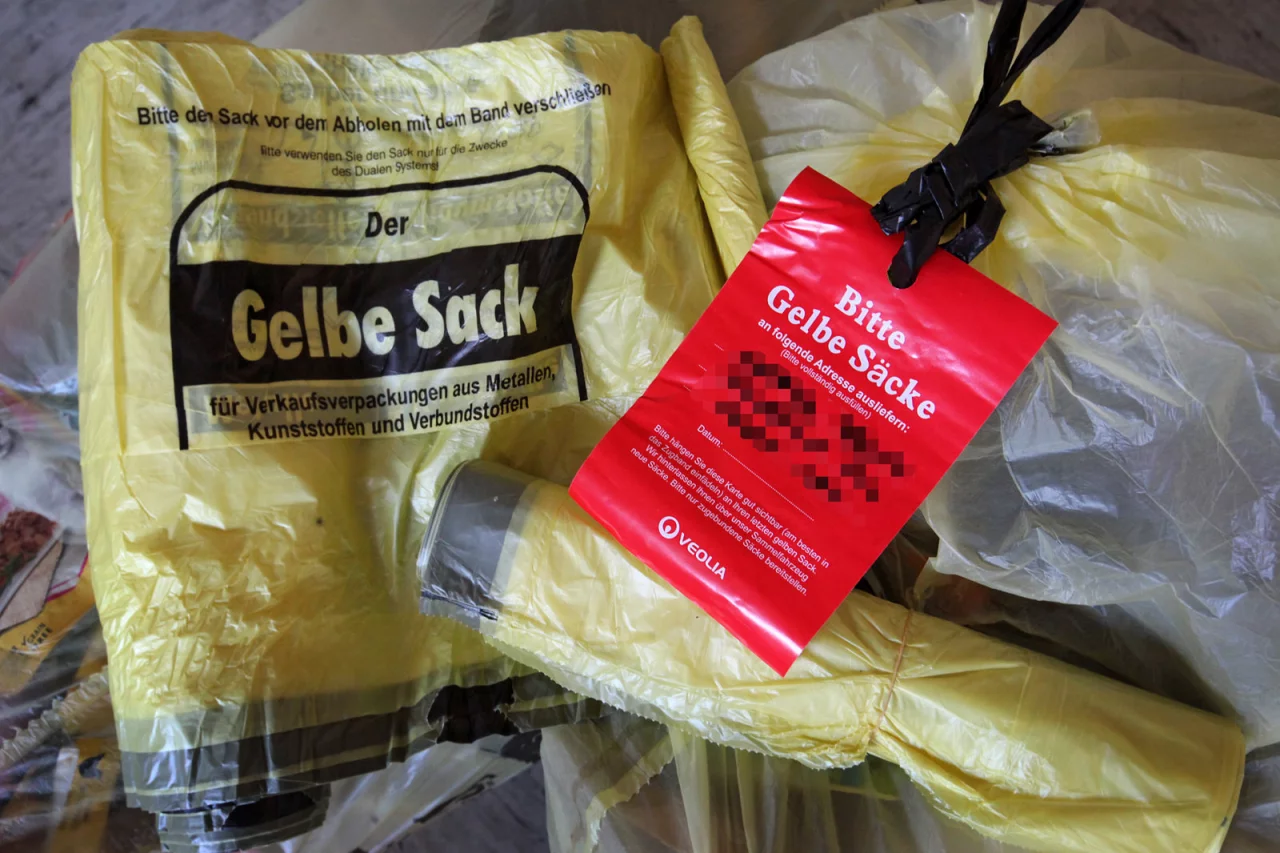 Bitte den Sack vor dem Abholen mit dem Band verschließen
Bitte verwenden Sie den Sack nur für die Zwecke
des Dualen Systems!
Der
Gelbe Sack
für Verkaufsverpackungen aus Metallen,
Kunststoffen und Verbundstoffen
Bitte
Gelbe Säcke
an folgende Adresse ausliefern:
(Bitte vollständig ausfüllen)
Datum:
Bitte hängen Sie diese Karte gut sichtbar (am besten in
das Zugband einfädeln) an Ihren letzten gelben Sack.
Wir hinterlassen Ihnen über unser Sammelfahrzeug
neue Säcke. Bitte nur zugebundene Säcke bereitstellen.
VEOLIA